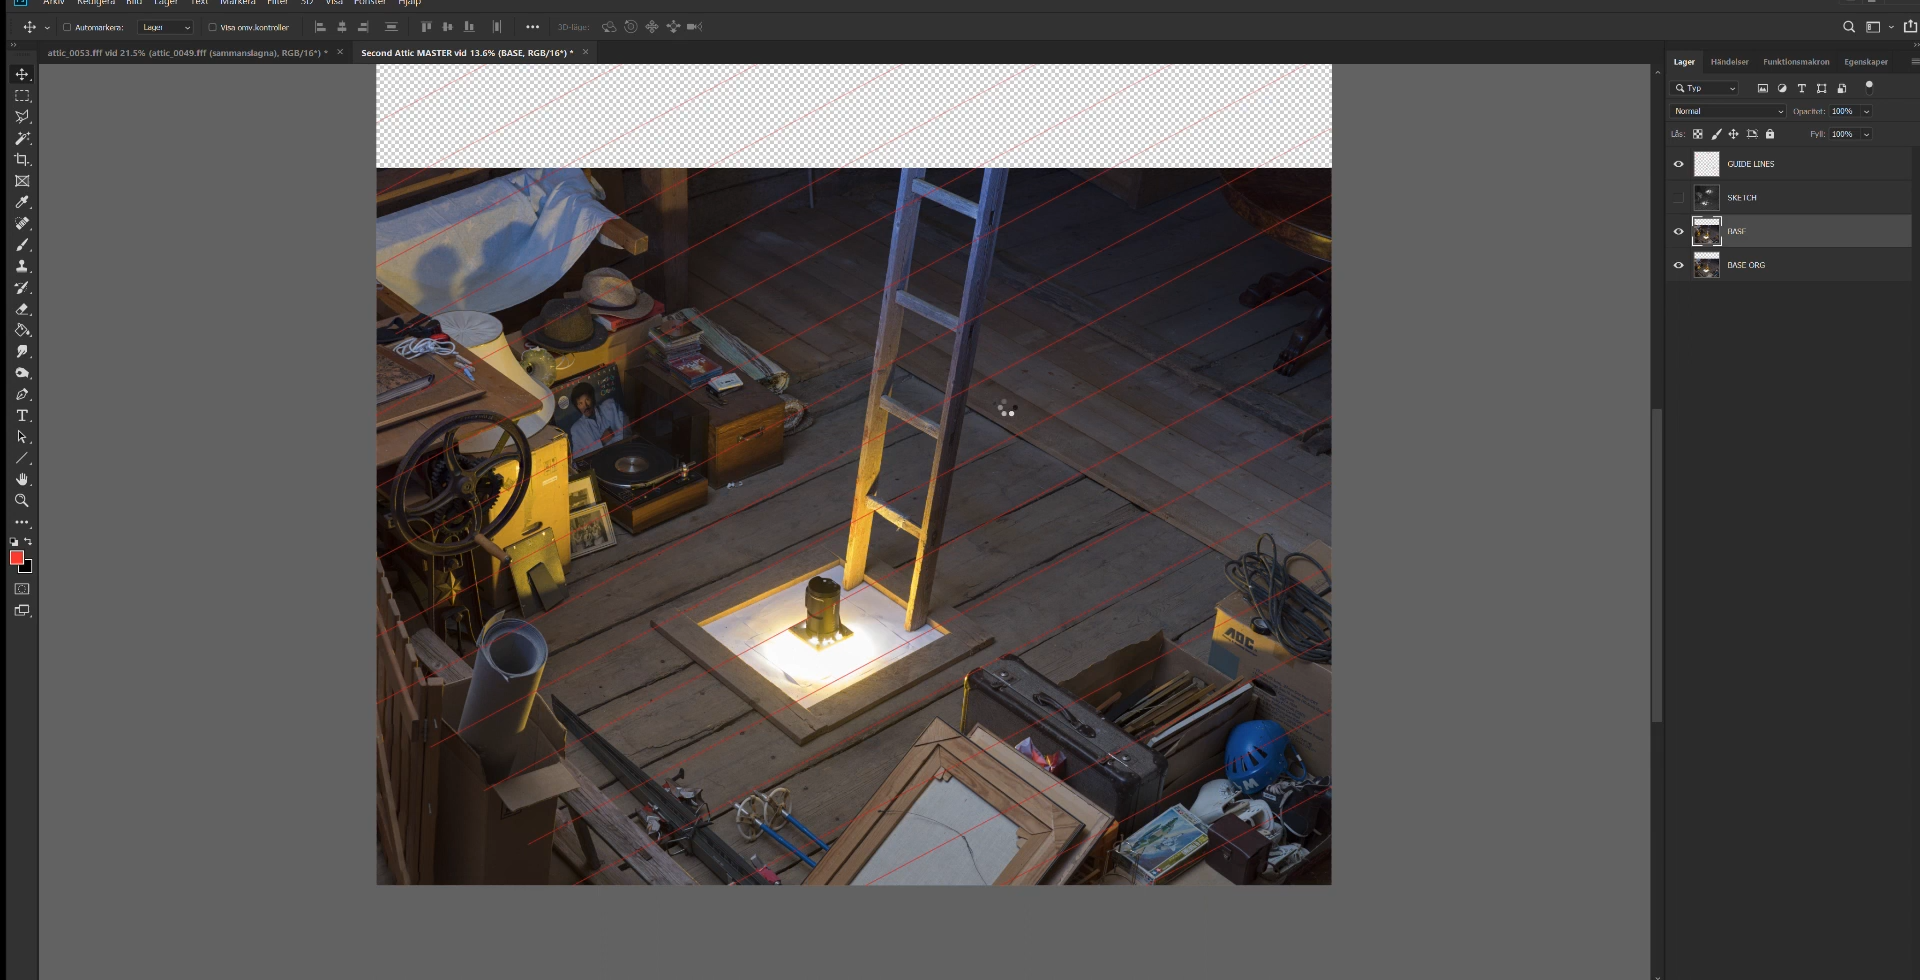 Arkiv Redigera Bild Lager Text Markera Filter 3D Visa Fönster Hjälp
Automarkera: Lager Visa omv.kontroller 3D-läge:
attic_0053.fff vid 21.5% (attic_0049.fff (sammanslagna), RGB/16*) * Second Attic MASTER vid 13.6% (BASE, RGB/16*) *
Lager Händelser Funktionsmakron Egenskaper
Typ
Normal Opacitet: 100%
Lås: Fyll: 100%
GUIDE LINES
SKETCH
BASE
BASE ORG
AOC
M